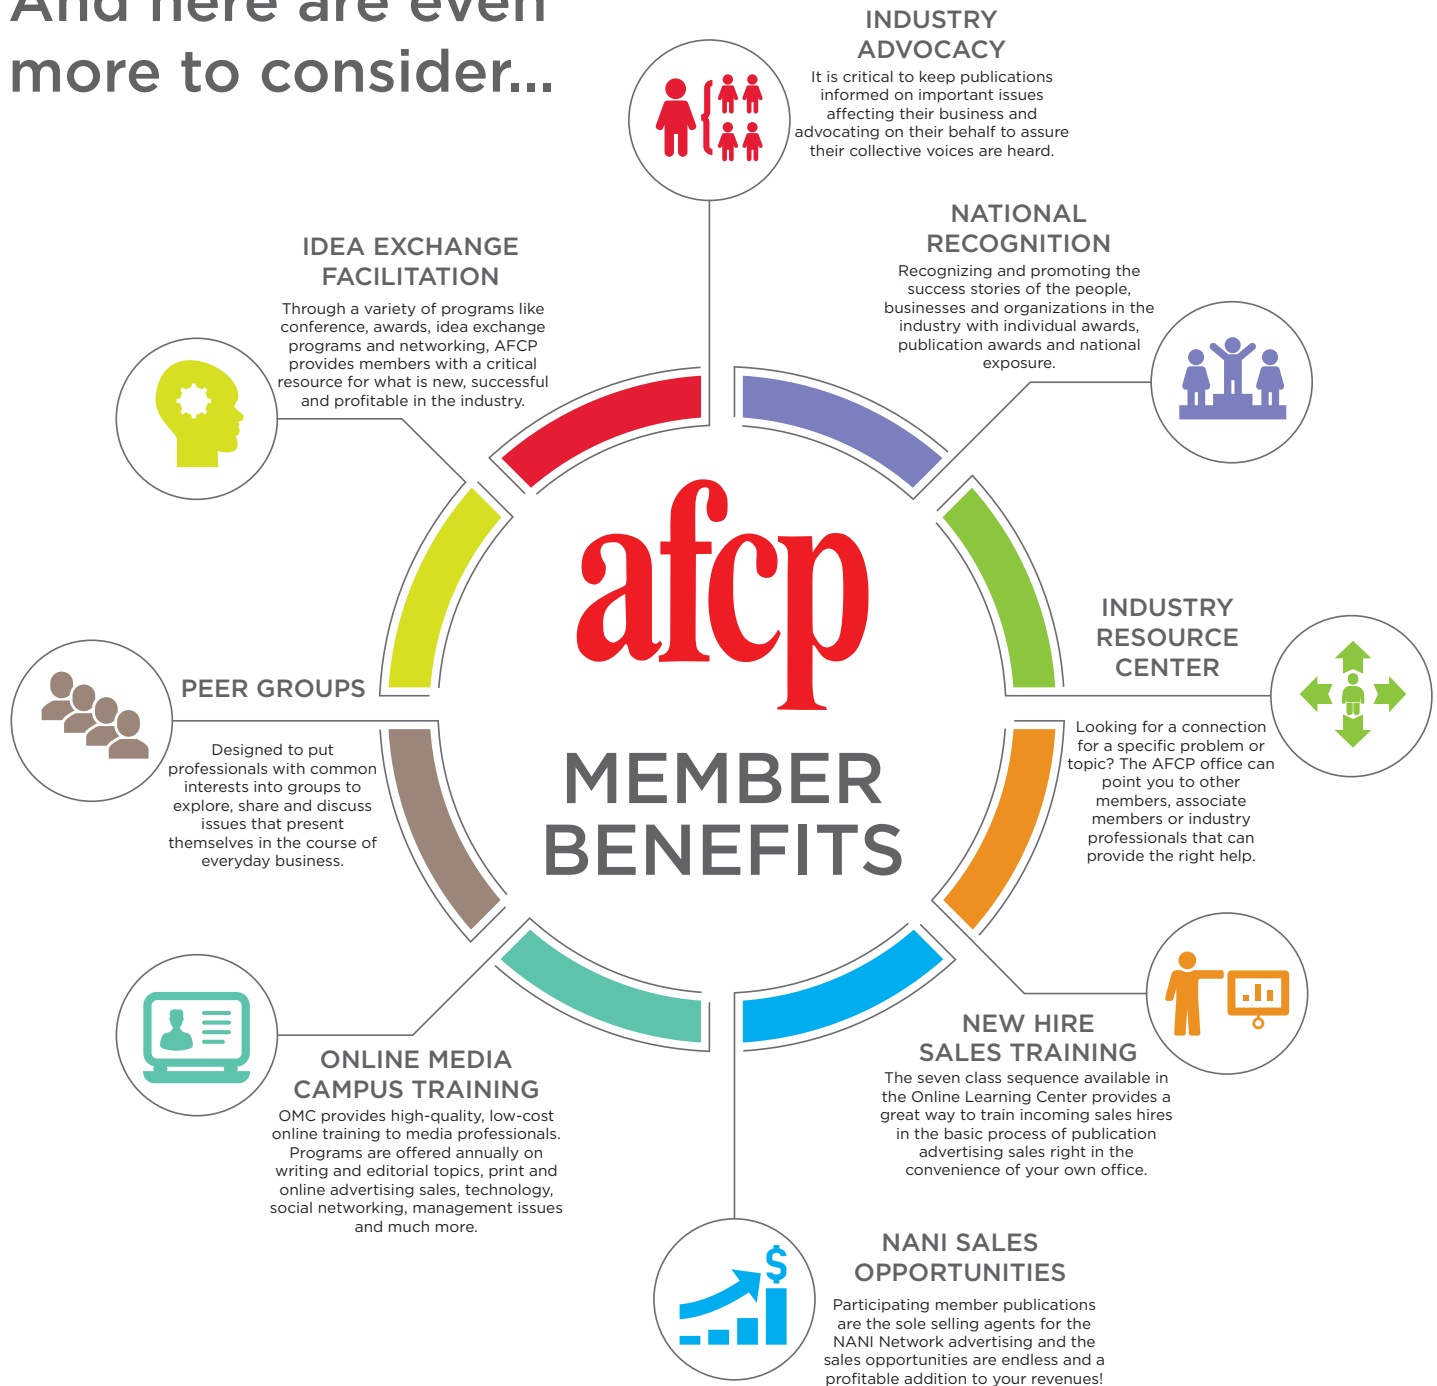 And here are even
more to consider...
INDUSTRY
ADVOCACY
It is critical to keep publications
informed on important issues
affecting their business and
advocating on their behalf to assure
their collective voices are heard.
NATIONAL
RECOGNITION
Recognizing and promoting the
success stories of the people,
businesses and organizations in the
industry with individual awards,
publication awards and national
exposure.
IDEA EXCHANGE
FACILITATION
Through a variety of programs like
conference, awards, idea exchange
programs and networking, AFCP
provides members with a critical
resource for what is new, successful
and profitable in the industry.
afcp
MEMBER
BENEFITS
INDUSTRY
RESOURCE
CENTER
Looking for a connection
for a specific problem or
topic? The AFCP office can
point you to other
members, associate
members or industry
professionals that can
provide the right help.
PEER GROUPS
Designed to put
professionals with common
interests into groups to
explore, share and discuss
issues that present
themselves in the course of
everyday business.
NEW HIRE
SALES TRAINING
The seven class sequence available in
the Online Learning Center provides a
great way to train incoming sales hires
in the basic process of publication
advertising sales right in the
convenience of your own office.
ONLINE MEDIA
CAMPUS TRAINING
OMC provides high-quality, low-cost
online training to media professionals.
Programs are offered annually on
writing and editorial topics, print and
online advertising sales, technology,
social networking, management issues
and much more.
$
NANI SALES
OPPORTUNITIES
Participating member publications
are the sole selling agents for the
NANI Network advertising and the
sales opportunities are endless and a
profitable addition to your revenues!